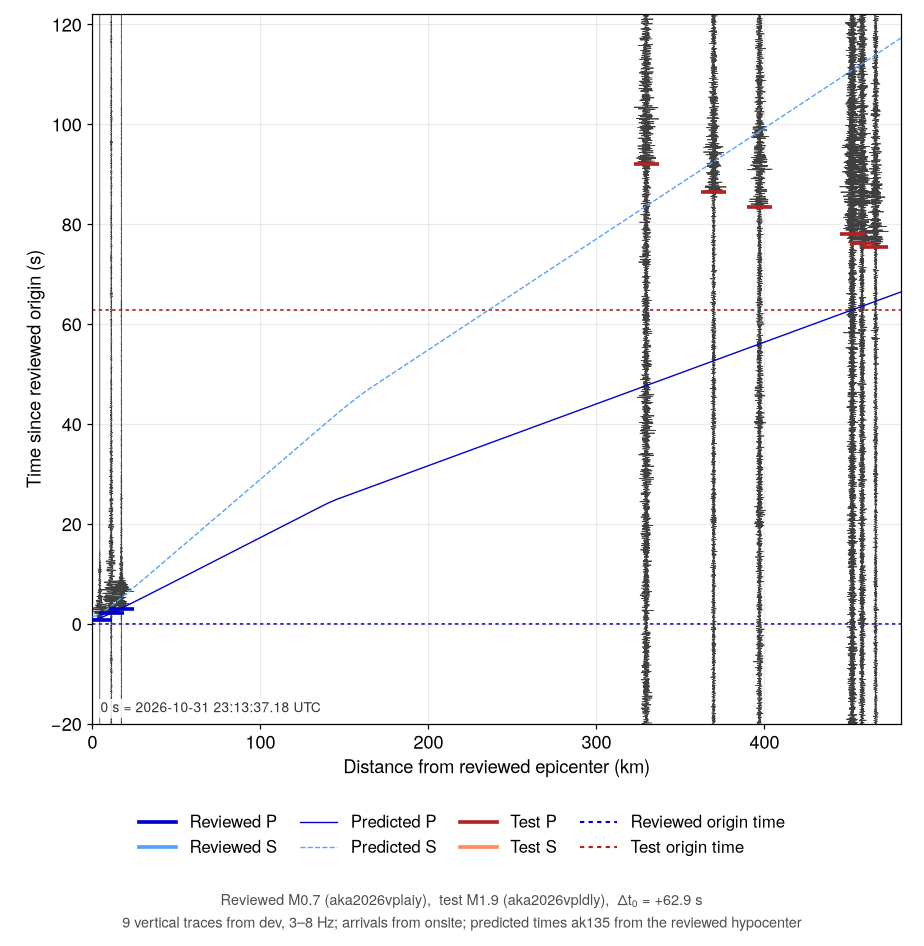 120
100
80
60
40
20
0
−20
Time since reviewed origin (s)
0 s = 2026-10-31 23:13:37.18 UTC
0 100 200 300 400
Distance from reviewed epicenter (km)
Reviewed P Predicted P Test P Reviewed origin time
Reviewed S Predicted S Test S Test origin time
Reviewed M0.7 (aka2026vplaiy), test M1.9 (aka2026vpldly), Δt₀ = +62.9 s
9 vertical traces from dev, 3–8 Hz; arrivals from onsite; predicted times ak135 from the reviewed hypocenter